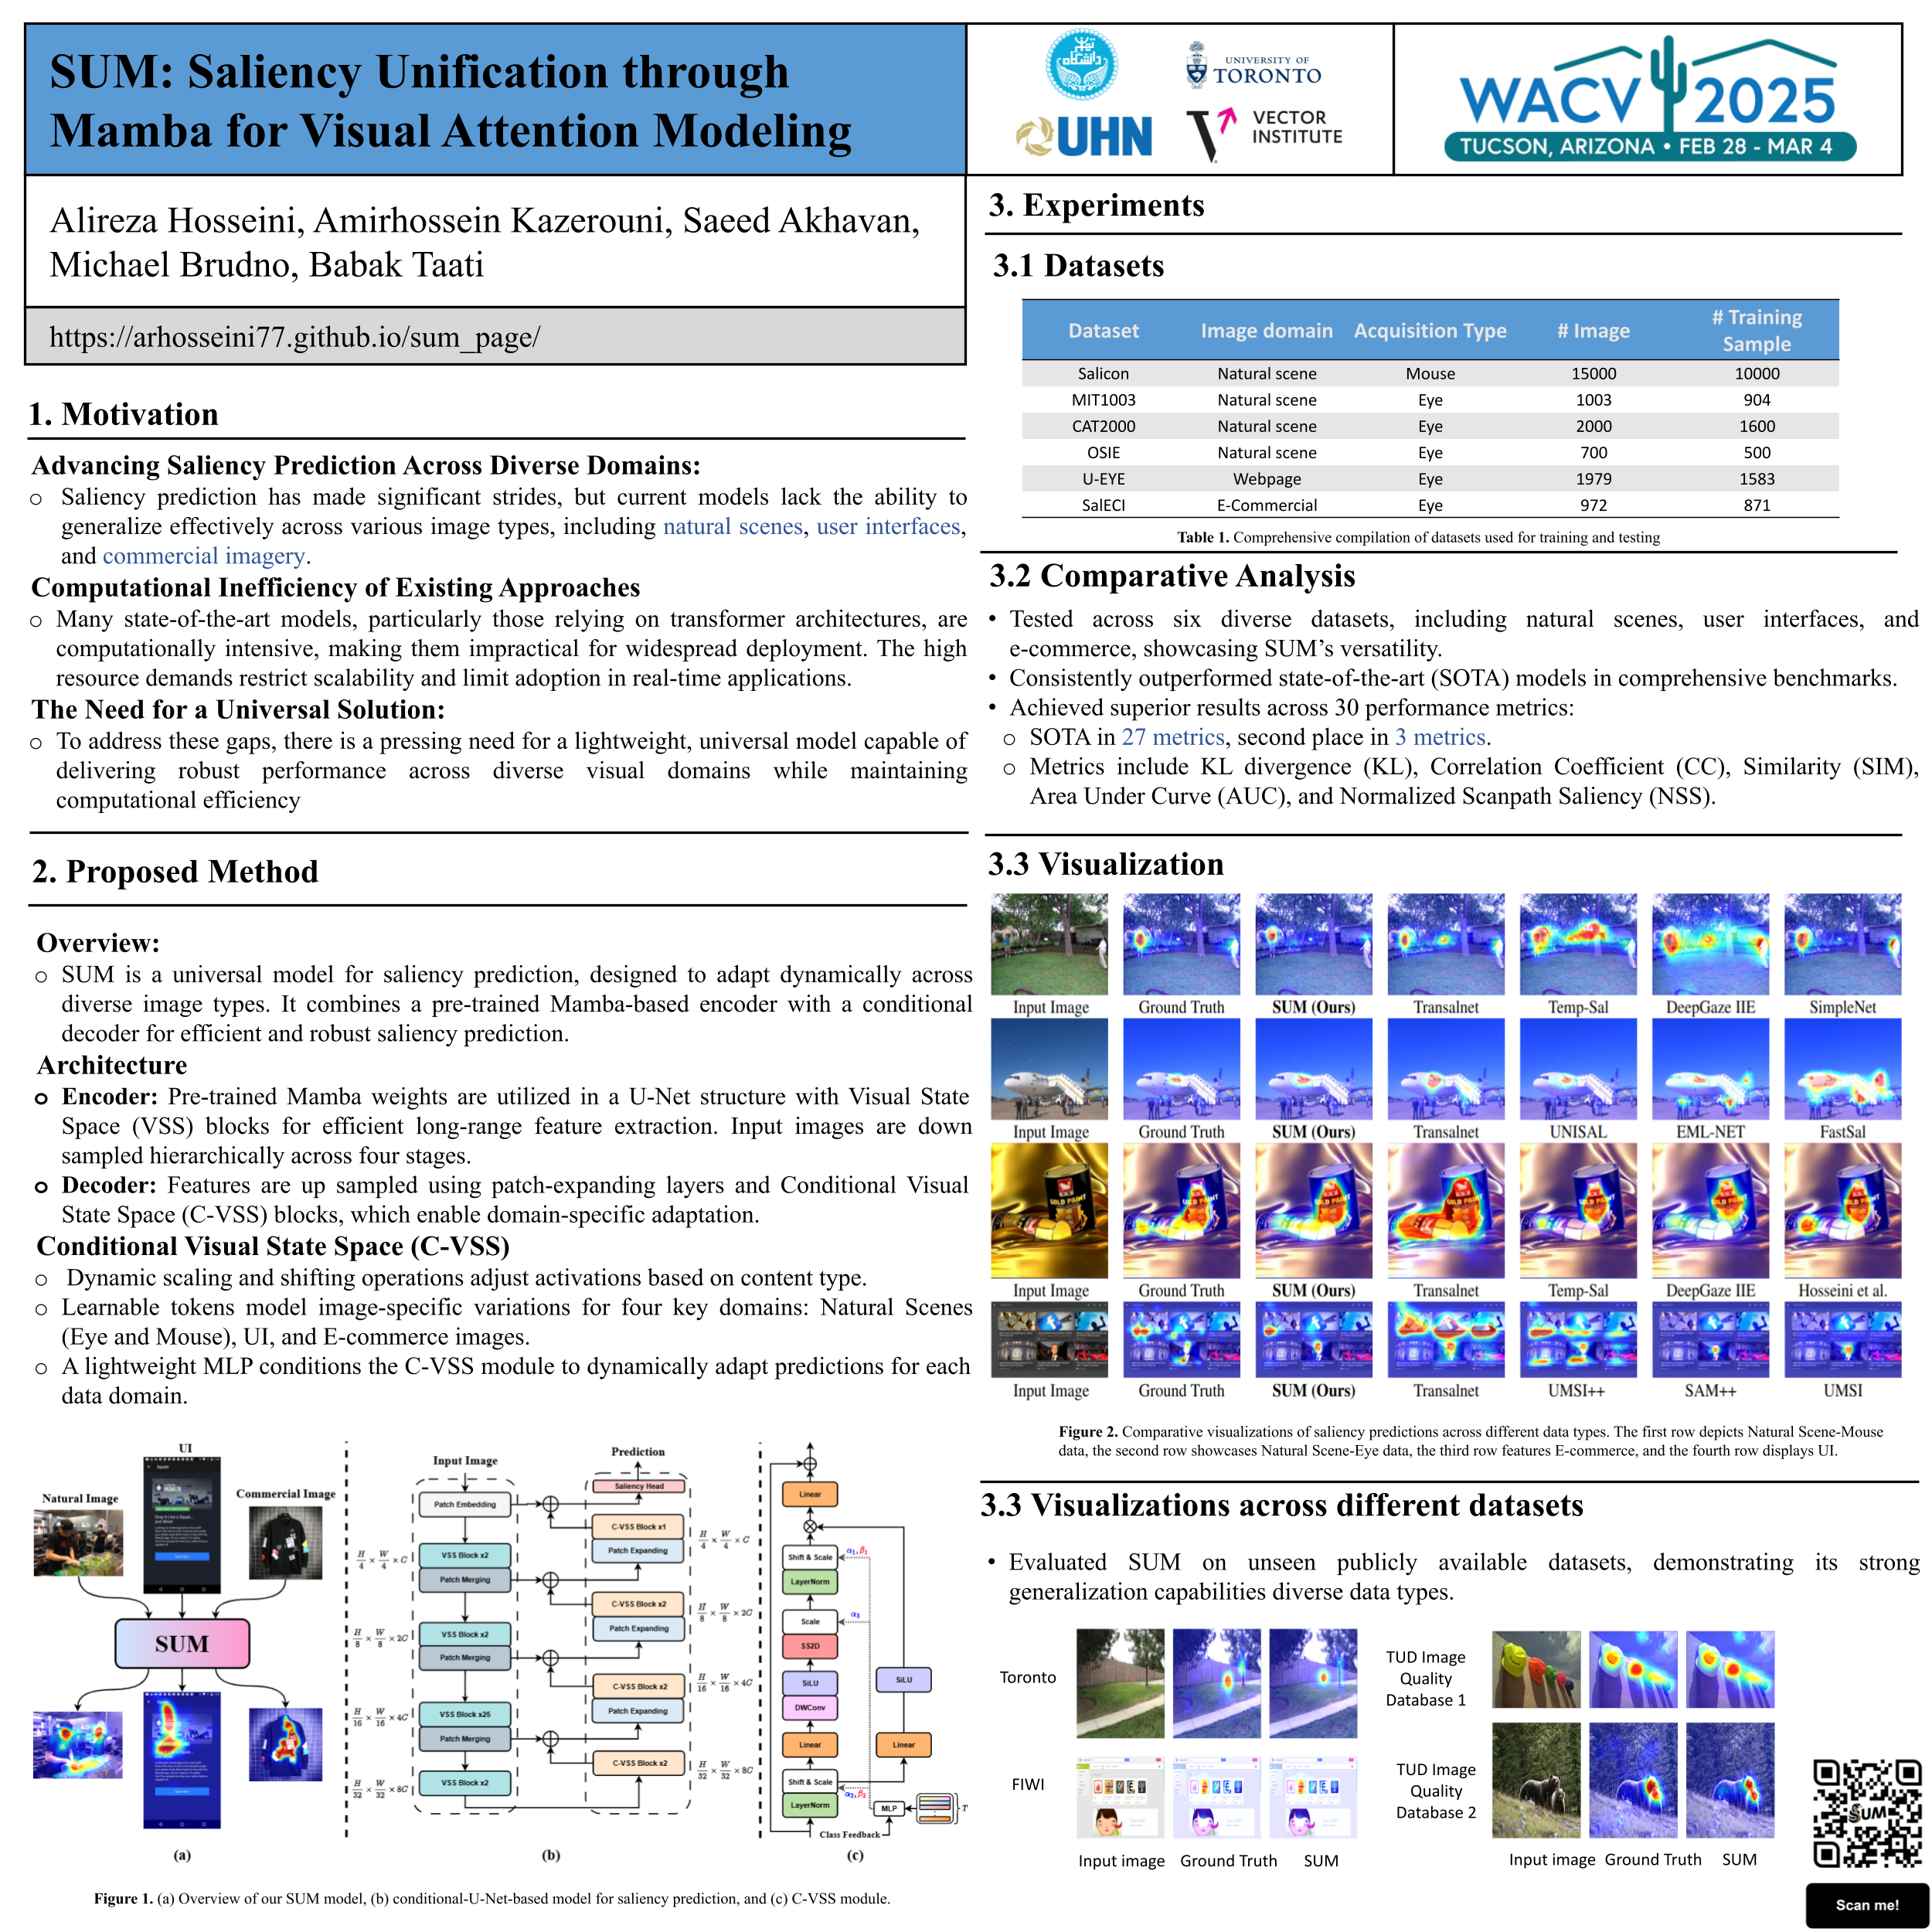 SUM: Saliency Unification through
Mamba for Visual Attention Modeling
UNIVERSITY OF
TORONTO
UHN
VECTOR
INSTITUTE
WACV 2025
TUCSON, ARIZONA • FEB 28 - MAR 4
Alireza Hosseini, Amirhossein Kazerouni, Saeed Akhavan,
Michael Brudno, Babak Taati
https://arhosseini77.github.io/sum_page/
1. Motivation
Advancing Saliency Prediction Across Diverse Domains:
o Saliency prediction has made significant strides, but current models lack the ability to
generalize effectively across various image types, including natural scenes, user interfaces,
and commercial imagery.
Computational Inefficiency of Existing Approaches
o Many state-of-the-art models, particularly those relying on transformer architectures, are
computationally intensive, making them impractical for widespread deployment. The high
resource demands restrict scalability and limit adoption in real-time applications.
The Need for a Universal Solution:
o To address these gaps, there is a pressing need for a lightweight, universal model capable of
delivering robust performance across diverse visual domains while maintaining
computational efficiency
2. Proposed Method
Overview:
o SUM is a universal model for saliency prediction, designed to adapt dynamically across
diverse image types. It combines a pre-trained Mamba-based encoder with a conditional
decoder for efficient and robust saliency prediction.
Architecture
o Encoder: Pre-trained Mamba weights are utilized in a U-Net structure with Visual State
Space (VSS) blocks for efficient long-range feature extraction. Input images are down
sampled hierarchically across four stages.
o Decoder: Features are up sampled using patch-expanding layers and Conditional Visual
State Space (C-VSS) blocks, which enable domain-specific adaptation.
Conditional Visual State Space (C-VSS)
o Dynamic scaling and shifting operations adjust activations based on content type.
o Learnable tokens model image-specific variations for four key domains: Natural Scenes
(Eye and Mouse), UI, and E-commerce images.
o A lightweight MLP conditions the C-VSS module to dynamically adapt predictions for each
data domain.
UI
Natural Image
Commercial Image
SUM
(a)
Input Image
Prediction
Patch Embedding
Saliency Head
C-VSS Block x1
Patch Expanding
H/4 × W/4 × C
VSS Block x2
Patch Merging
H/4 × W/4 × C
C-VSS Block x2
Patch Expanding
H/8 × W/8 × 2C
H/8 × W/8 × 2C
VSS Block x2
Patch Merging
C-VSS Block x2
Patch Expanding
H/16 × W/16 × 4C
H/16 × W/16 × 4C
VSS Block x25
Patch Merging
C-VSS Block x2
H/32 × W/32 × 8C
H/32 × W/32 × 8C
VSS Block x2
(b)
Linear
Shift & Scale
α1, β1
LayerNorm
Scale
α3
SS2D
SiLU
SiLU
DWConv
Linear
Linear
Shift & Scale
α2, β2
LayerNorm
MLP
T
Class Feedback
(c)
Figure 1. (a) Overview of our SUM model, (b) conditional-U-Net-based model for saliency prediction, and (c) C-VSS module.
3. Experiments
3.1 Datasets
Dataset Image domain Acquisition Type # Image # Training Sample
Salicon Natural scene Mouse 15000 10000
MIT1003 Natural scene Eye 1003 904
CAT2000 Natural scene Eye 2000 1600
OSIE Natural scene Eye 700 500
U-EYE Webpage Eye 1979 1583
SalECI E-Commercial Eye 972 871
Table 1. Comprehensive compilation of datasets used for training and testing
3.2 Comparative Analysis
• Tested across six diverse datasets, including natural scenes, user interfaces, and
e-commerce, showcasing SUM’s versatility.
• Consistently outperformed state-of-the-art (SOTA) models in comprehensive benchmarks.
• Achieved superior results across 30 performance metrics:
o SOTA in 27 metrics, second place in 3 metrics.
o Metrics include KL divergence (KL), Correlation Coefficient (CC), Similarity (SIM),
Area Under Curve (AUC), and Normalized Scanpath Saliency (NSS).
3.3 Visualization
Input Image Ground Truth SUM (Ours) Transalnet Temp-Sal DeepGaze IIE SimpleNet
Input Image Ground Truth SUM (Ours) Transalnet UNISAL EML-NET FastSal
Input Image Ground Truth SUM (Ours) Transalnet Temp-Sal DeepGaze IIE Hosseini et al.
Input Image Ground Truth SUM (Ours) Transalnet UMSI++ SAM++ UMSI
Figure 2. Comparative visualizations of saliency predictions across different data types. The first row depicts Natural Scene-Mouse
data, the second row showcases Natural Scene-Eye data, the third row features E-commerce, and the fourth row displays UI.
3.3 Visualizations across different datasets
• Evaluated SUM on unseen publicly available datasets, demonstrating its strong
generalization capabilities diverse data types.
Toronto
FIWI
Input image Ground Truth SUM
TUD Image
Quality
Database 1
TUD Image
Quality
Database 2
Input image Ground Truth SUM
SUM
Scan me!